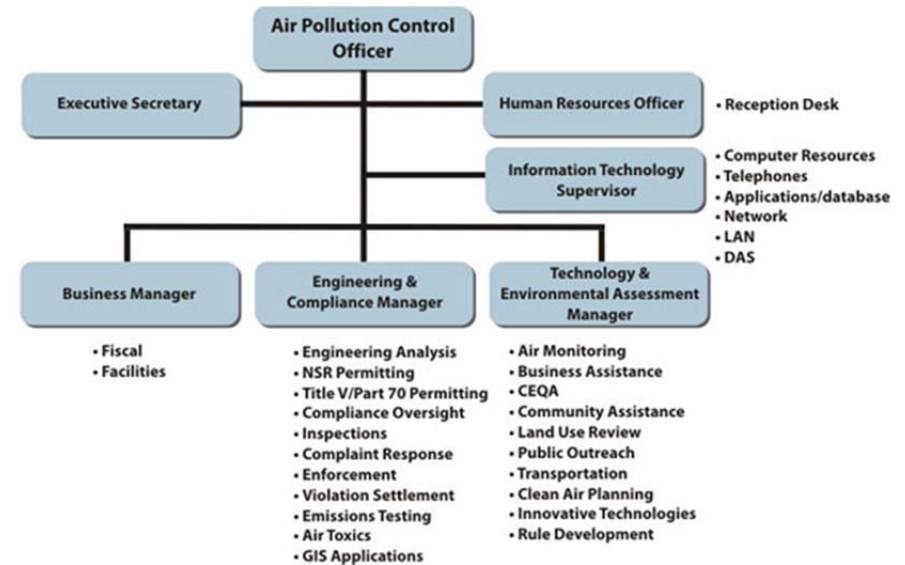 Air Pollution Control
Officer
Executive Secretary
Human Resources Officer
• Reception Desk
Information Technology
Supervisor
• Computer Resources
• Telephones
• Applications/database
• Network
• LAN
• DAS
Business Manager
• Fiscal
• Facilities
Engineering &
Compliance Manager
• Engineering Analysis
• NSR Permitting
• Title V/Part 70 Permitting
• Compliance Oversight
• Inspections
• Complaint Response
• Enforcement
• Violation Settlement
• Emissions Testing
• Air Toxics
• GIS Applications
Technology &
Environmental Assessment
Manager
• Air Monitoring
• Business Assistance
• CEQA
• Community Assistance
• Land Use Review
• Public Outreach
• Transportation
• Clean Air Planning
• Innovative Technologies
• Rule Development